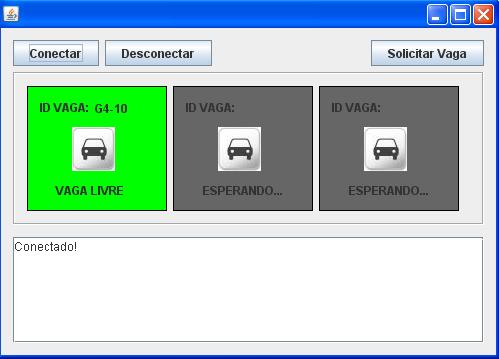 Conectar Desconectar Solicitar Vaga
ID VAGA: G4-10 ID VAGA: ID VAGA:
VAGA LIVRE ESPERANDO... ESPERANDO...
Conectado!